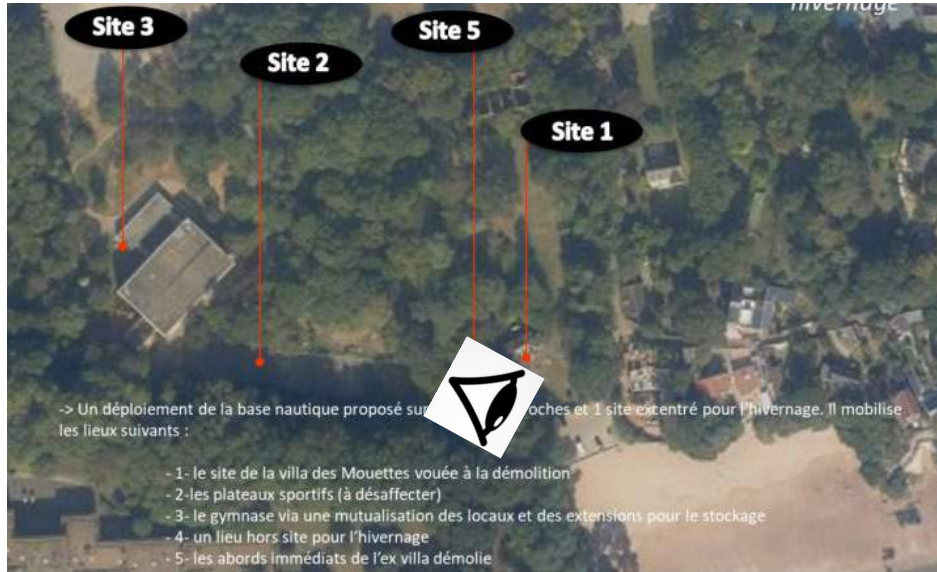 hivernage
Site 3
Site 5
Site 2
Site 1
-> Un déploiement de la base nautique proposé sur oches et 1 site excentré pour l'hivernage. Il mobilise
les lieux suivants :
- 1- le site de la villa des Mouettes vouée à la démolition
- 2-les plateaux sportifs (à désaffecter)
- 3- le gymnase via une mutualisation des locaux et des extensions pour le stockage
- 4- un lieu hors site pour l'hivernage
- 5- les abords immédiats de l'ex villa démolie